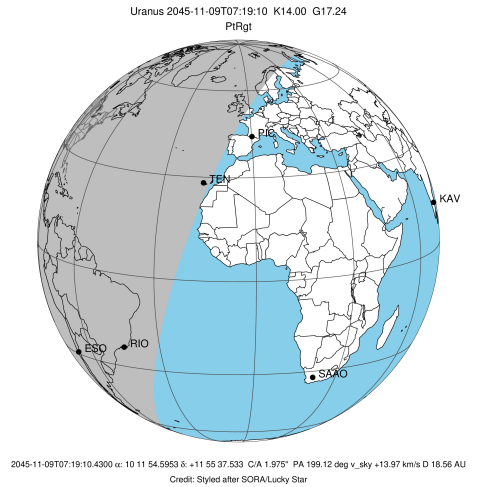 Uranus 2045-11-09T07:19:10 K14.00 G17.24
PtRgt
PIC
TEN
KAV
ESO
RIO
SAAO
2045-11-09T07:19:10.4300 α: 10 11 54.5953 δ: +11 55 37.533 C/A 1.975" PA 199.12 deg v_sky +13.97 km/s D 18.56 AU
Credit: Styled after SORA/Lucky Star